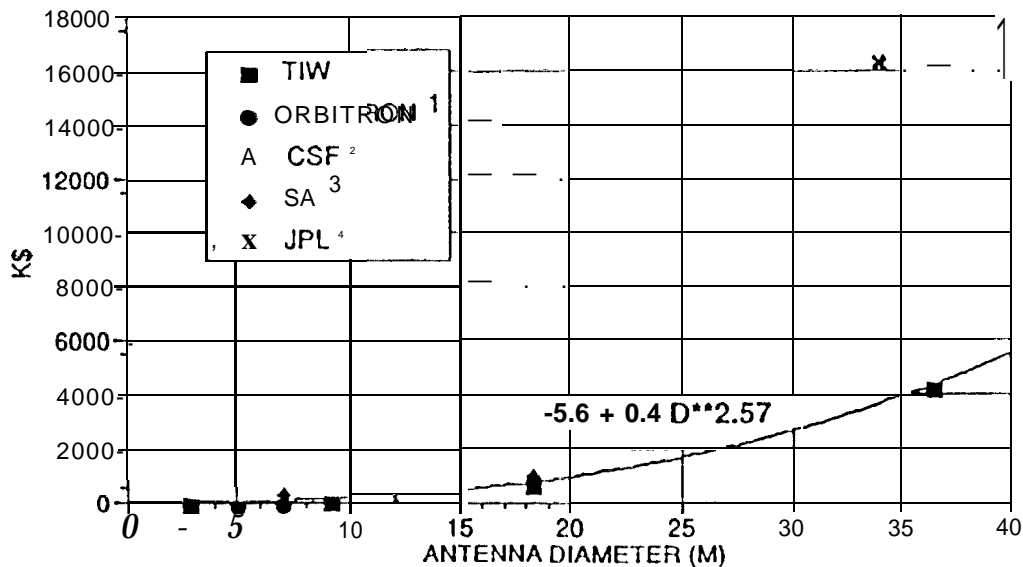 18000
16000
14000
12000
10000
8000
6000
4000
2000
0
K$
TIW
ORBITRON 1
A CSF 2
SA 3
x JPL 4
-5.6 + 0.4 D**2.57
0 - 5 10 15 20 25 30 35 40
ANTENNA DIAMETER (M)